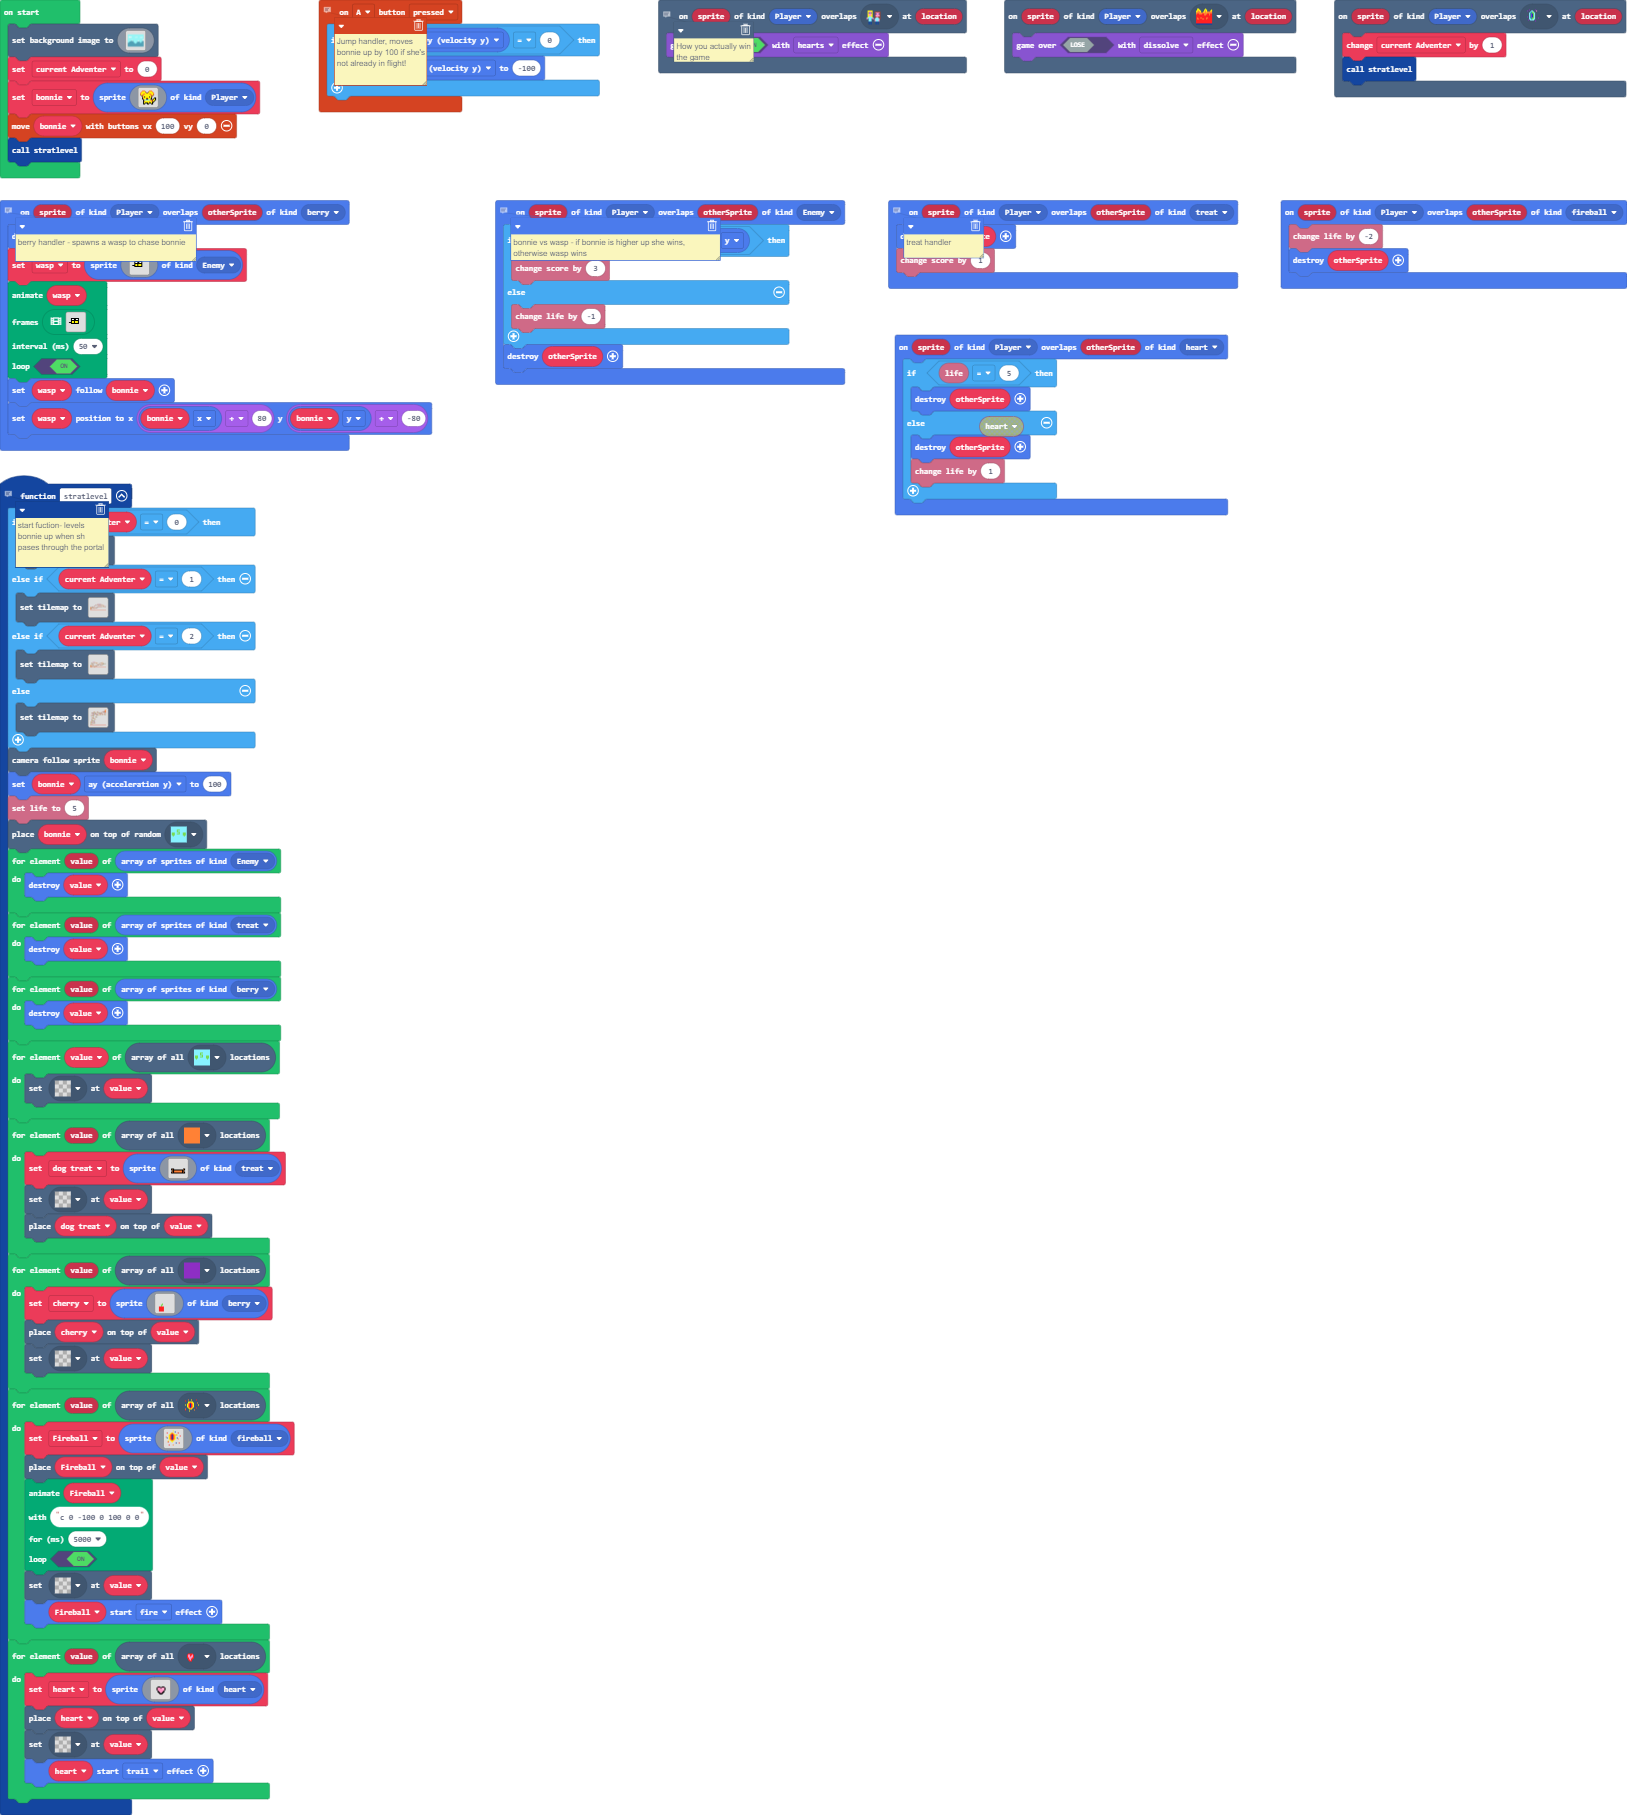 on start
set background image to
set current Adventer to 0
set bonnie to sprite of kind Player
move bonnie with buttons vx 100 vy 0
call stratlevel
on A button pressed
Jump handler, moves
bonnie up by 100 if she's
not already in flight!
y (velocity y) = 0 then
(velocity y) to -100
on sprite of kind Player overlaps at location
How you actually win
the game
with hearts effect
on sprite of kind Player overlaps at location
game over LOSE with dissolve effect
on sprite of kind Player overlaps at location
change current Adventer by 1
call stratlevel
on sprite of kind Player overlaps otherSprite of kind berry
berry handler - spawns a wasp to chase bonnie
set wasp to sprite of kind Enemy
animate wasp
frames
interval (ms) 50
loop ON
set wasp follow bonnie
set wasp position to x bonnie x + 80 y bonnie y + -80
on sprite of kind Player overlaps otherSprite of kind Enemy
bonnie vs wasp - if bonnie is higher up she wins,
otherwise wasp wins
y then
change score by 3
else
change life by -1
destroy otherSprite
on sprite of kind Player overlaps otherSprite of kind treat
treat handler
change score by 1
on sprite of kind Player overlaps otherSprite of kind fireball
change life by -2
destroy otherSprite
on sprite of kind Player overlaps otherSprite of kind heart
if life = 5 then
destroy otherSprite
else
heart
destroy otherSprite
change life by 1
function stratlevel
start fuction- levels
bonnie up when sh
pases through the portal
ter = 0 then
else if current Adventer = 1 then
set tilemap to
else if current Adventer = 2 then
set tilemap to
else
set tilemap to
camera follow sprite bonnie
set bonnie ay (acceleration y) to 100
set life to 5
place bonnie on top of random
for element value of array of sprites of kind Enemy
do destroy value
for element value of array of sprites of kind treat
do destroy value
for element value of array of sprites of kind berry
do destroy value
for element value of array of all locations
do set at value
for element value of array of all locations
do set dog treat to sprite of kind treat
set at value
place dog treat on top of value
for element value of array of all locations
do set cherry to sprite of kind berry
place cherry on top of value
set at value
for element value of array of all locations
do set Fireball to sprite of kind fireball
place Fireball on top of value
animate Fireball
with "c 0 -100 0 100 0 0"
for (ms) 5000
loop ON
set at value
Fireball start fire effect
for element value of array of all locations
do set heart to sprite of kind heart
place heart on top of value
set at value
heart start trail effect